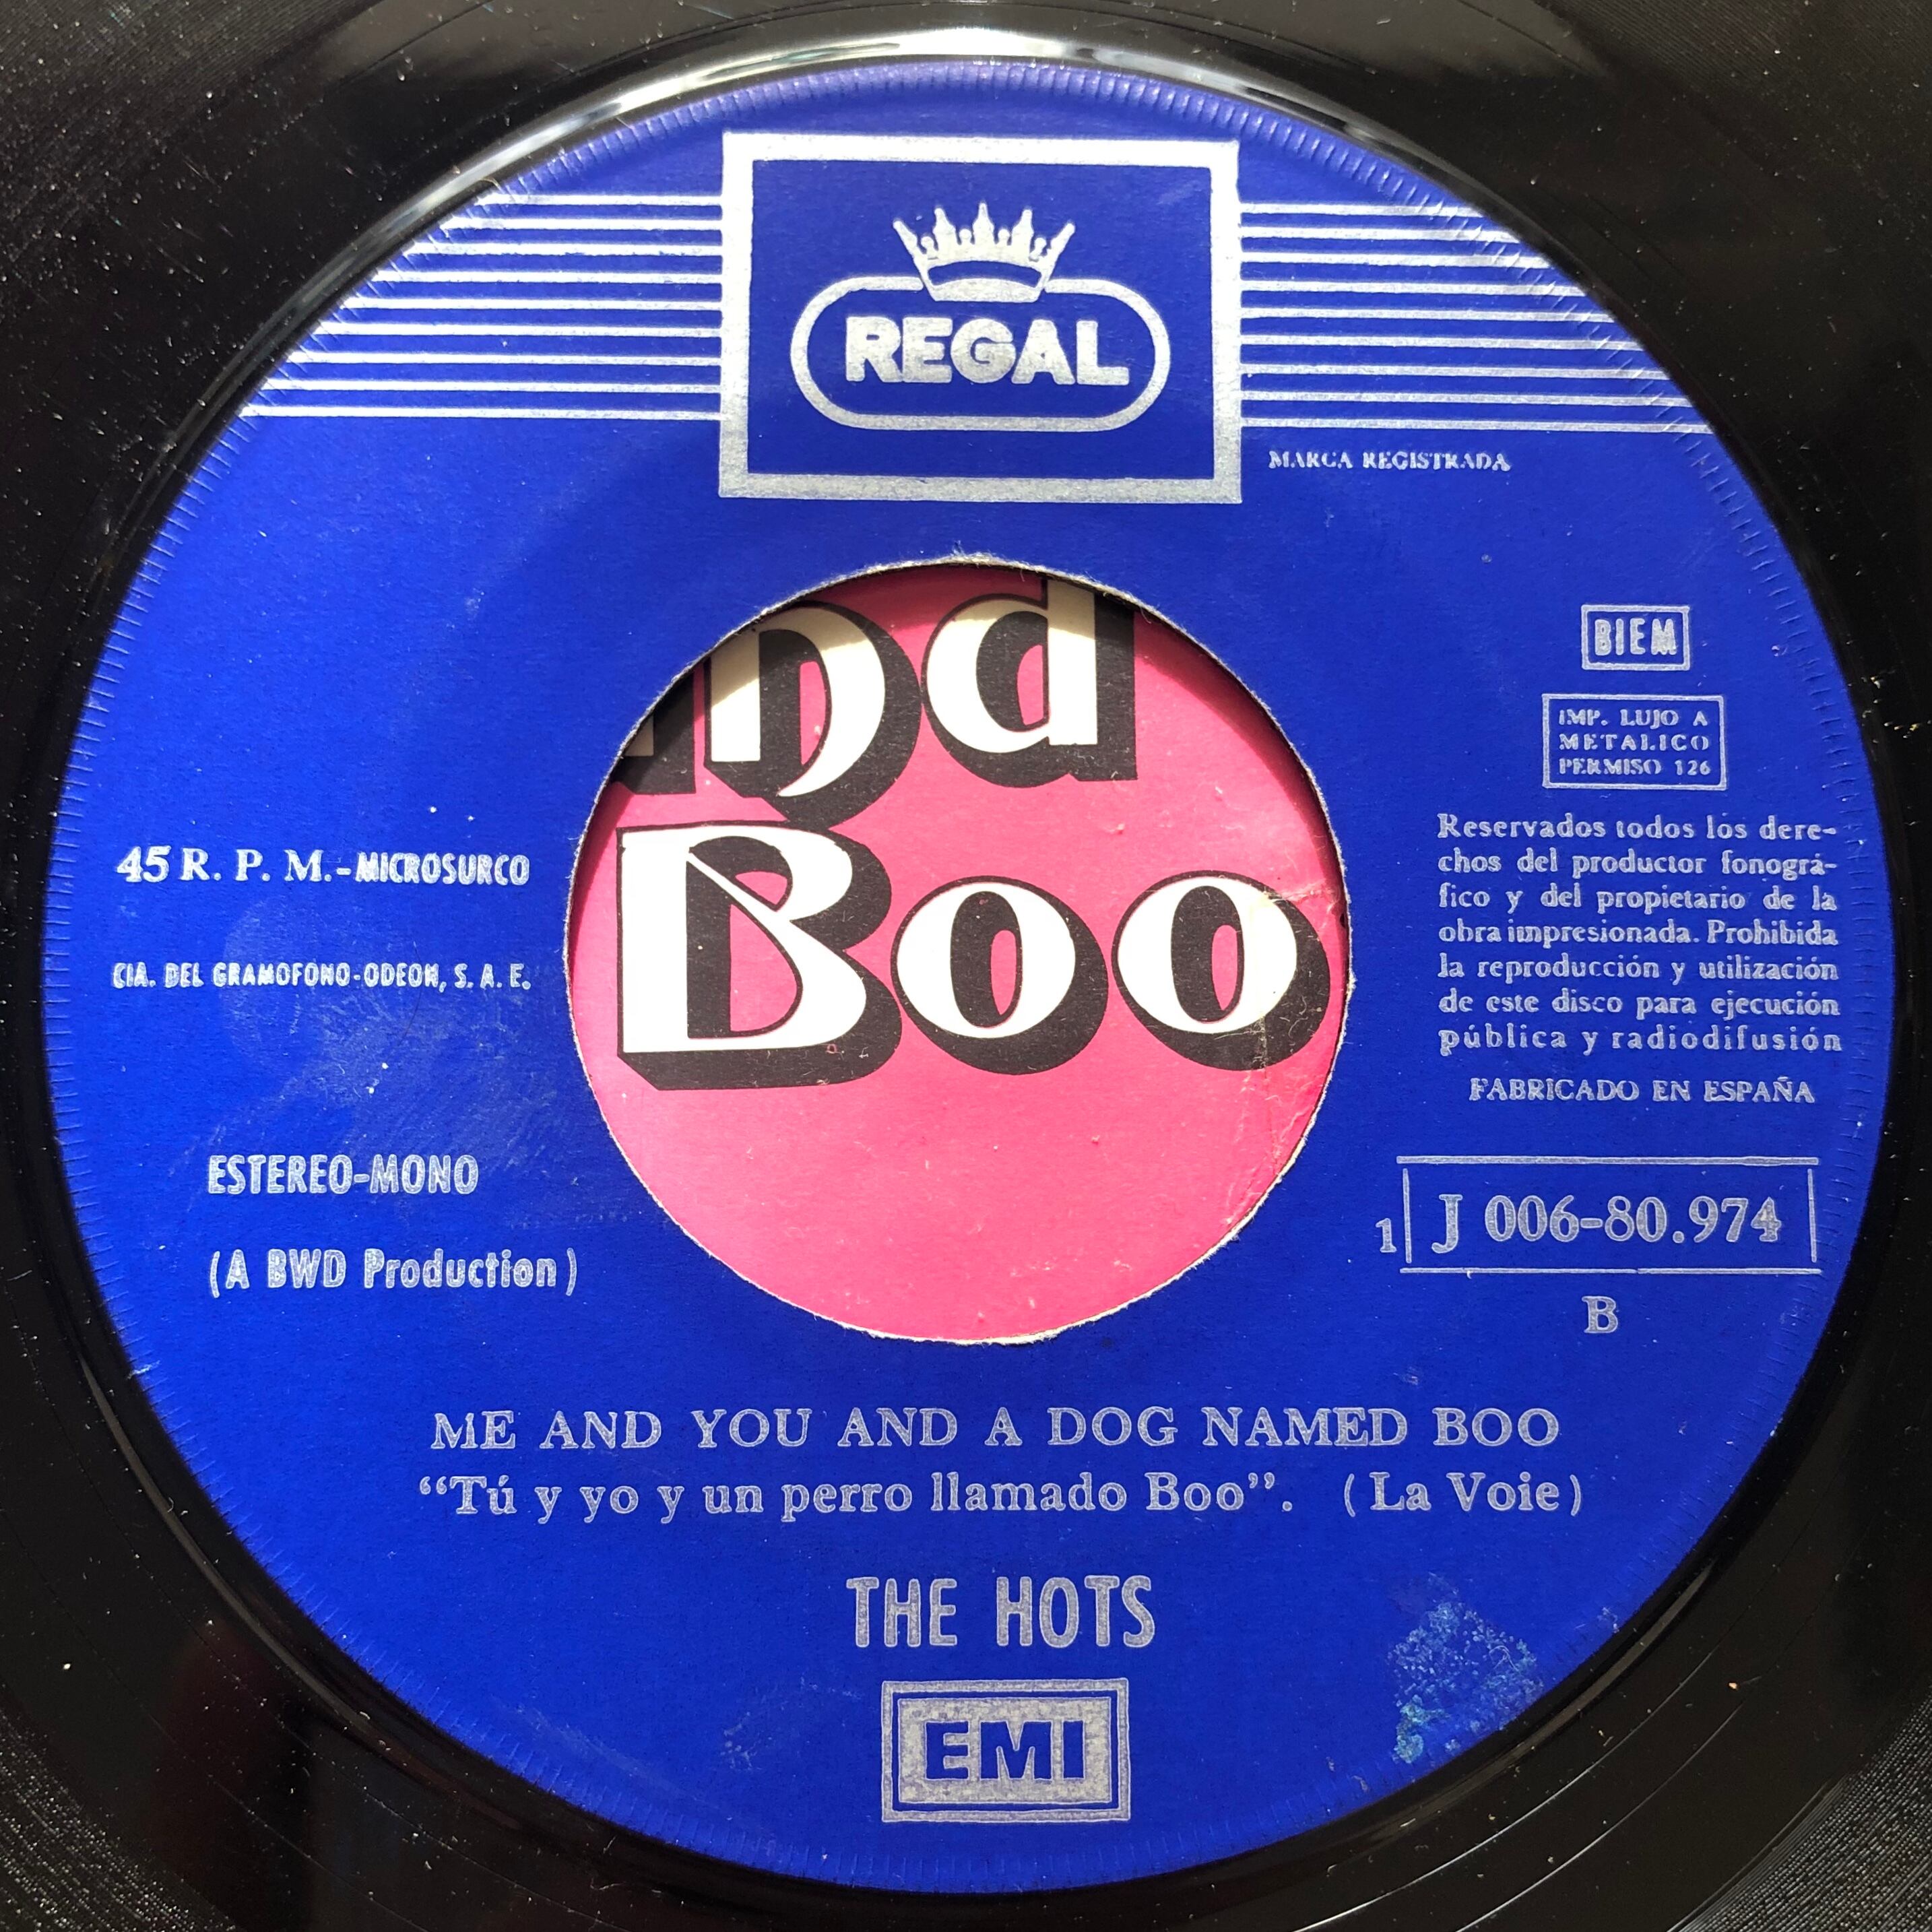 REGAL
MARCA REGISTRADA
nd
Boo
BIEM
IMP. LUJO A
METALICO
PERMISO 126
45 R. P. M.-MICROSURCO
CIA. DEL GRAMOFONO-ODEON, S. A. E.
Reservados todos los dere-
chos del productor fonográ-
fico y del propietario de la
obra impresionada. Prohibida
la reproducción y utilización
de este disco para ejecución
pública y radiodifusión
FABRICADO EN ESPAÑA
ESTEREO-MONO
(A BWD Production)
1 J 006-80.974
B
ME AND YOU AND A DOG NAMED BOO
“Tú y yo y un perro llamado Boo”. (La Voie)
THE HOTS
EMI